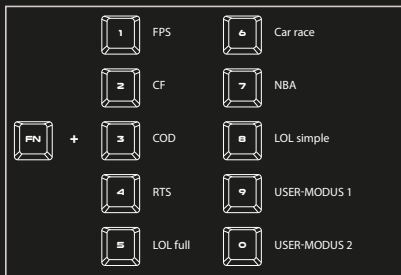 1 FPS
2 CF
FN + 3 COD
4 RTS
5 LOL full
6 Car race
7 NBA
8 LOL simple
9 USER-MODUS 1
0 USER-MODUS 2